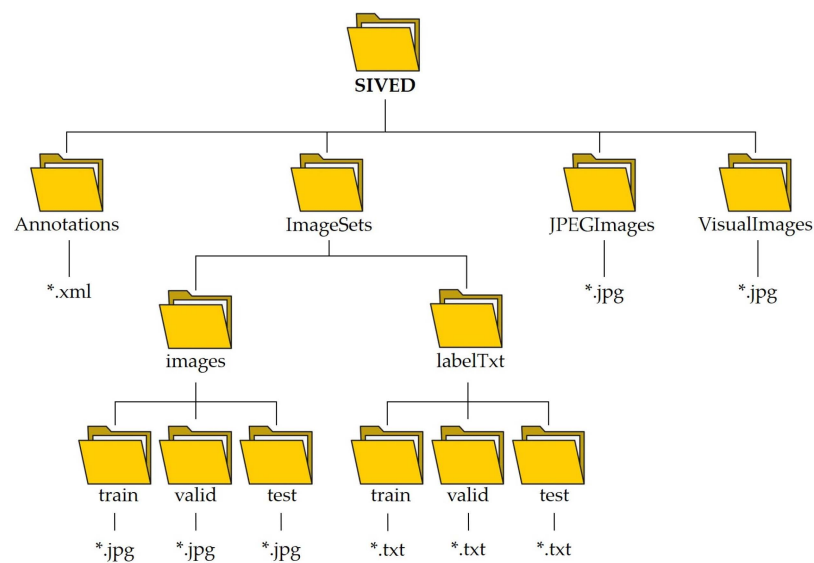 SIVED
Annotations ImageSets JPEGImages VisualImages
*.xml *.jpg *.jpg
images labelTxt
train valid test train valid test
*.jpg *.jpg *.jpg *.txt *.txt *.txt